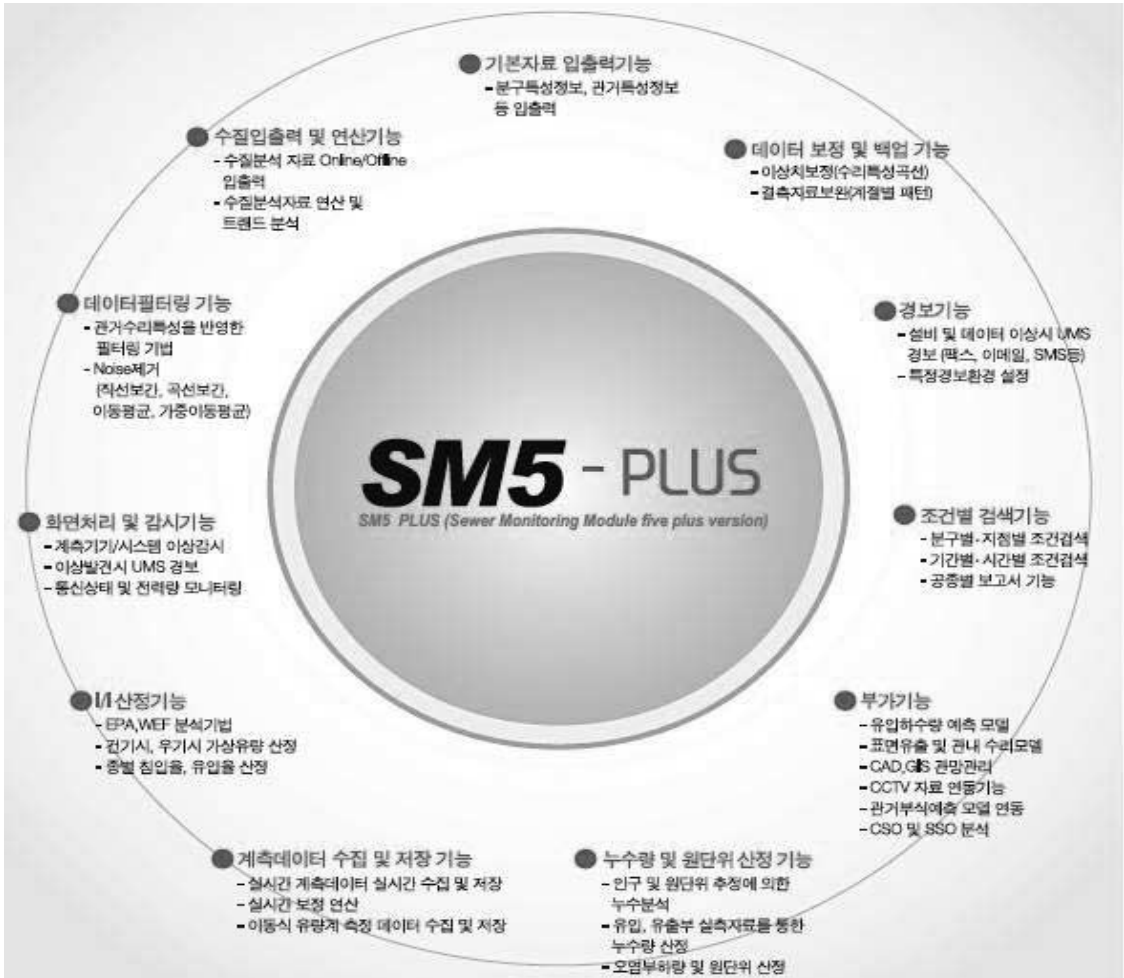 기본자료 입출력기능
- 분구특성정보, 관거특성정보
등 입출력
수질입출력 및 연산기능
- 수질분석 자료 Online/Offline
입출력
- 수질분석자료 연산 및
트랜드 분석
데이터 보정 및 백업 기능
- 이상치보정(수리특성곡선)
- 결측자료보완(계절별 패턴)
데이터필터링 기능
- 관거수리특성을 반영한
필터링 기법
- Noise제거
(직선보간, 곡선보간,
이동평균, 가중이동평균)
경보기능
- 설비 및 데이터 이상시 UMS
경보 (팩스, 이메일, SMS등)
- 특정경보환경 설정
SM5 - PLUS
SM5 PLUS (Sewer Monitoring Module five plus version)
화면처리 및 감시기능
- 계측기기/시스템 이상감시
- 이상발견시 UMS 경보
- 통신상태 및 전력량 모니터링
조건별 검색기능
- 분구별·지점별 조건검색
- 기간별·시간별 조건검색
- 공종별 보고서 기능
I/I 산정기능
- EPA,WEF 분석기법
- 건기시, 우기시 가상유량 산정
- 종별 침입율, 유입율 산정
부가기능
- 유입하수량 예측 모델
- 표면유출 및 관내 수리모델
- CAD,GIS 관망관리
- CCTV 자료 연동기능
- 관거부식예측 모델 연동
- CSO 및 SSO 분석
계측데이터 수집 및 저장 기능
- 실시간 계측데이터 실시간 수집 및 저장
- 실시간 보정 연산
- 이동식 유량계 측정 데이터 수집 및 저장
누수량 및 원단위 산정 기능
- 인구 및 원단위 추정에 의한
누수분석
- 유입, 유출부 실측자료를 통한
누수량 산정
- 오염부하량 및 원단위 산정